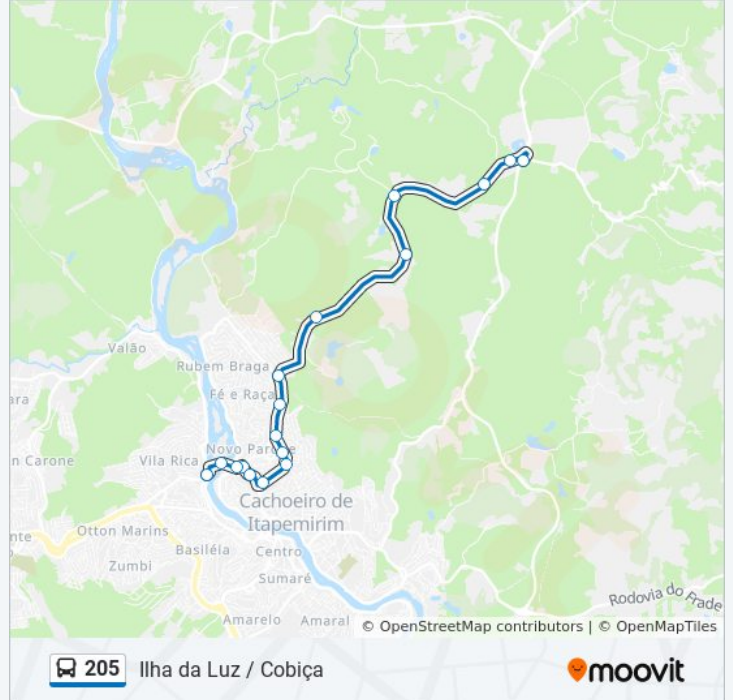 Valão
Rubem Braga
Fé e Raça
ara
n Carone
Vila Rica
Novo Parque
Cachoeiro de
Itapemirim
Otton Marins
nte
Basiléia
Centro
Zumbi
Sumaré
Amarelo
Amaral
Rodovia do Frade
© OpenStreetMap contributors | © OpenMapTiles
205 Ilha da Luz / Cobiça
moovit